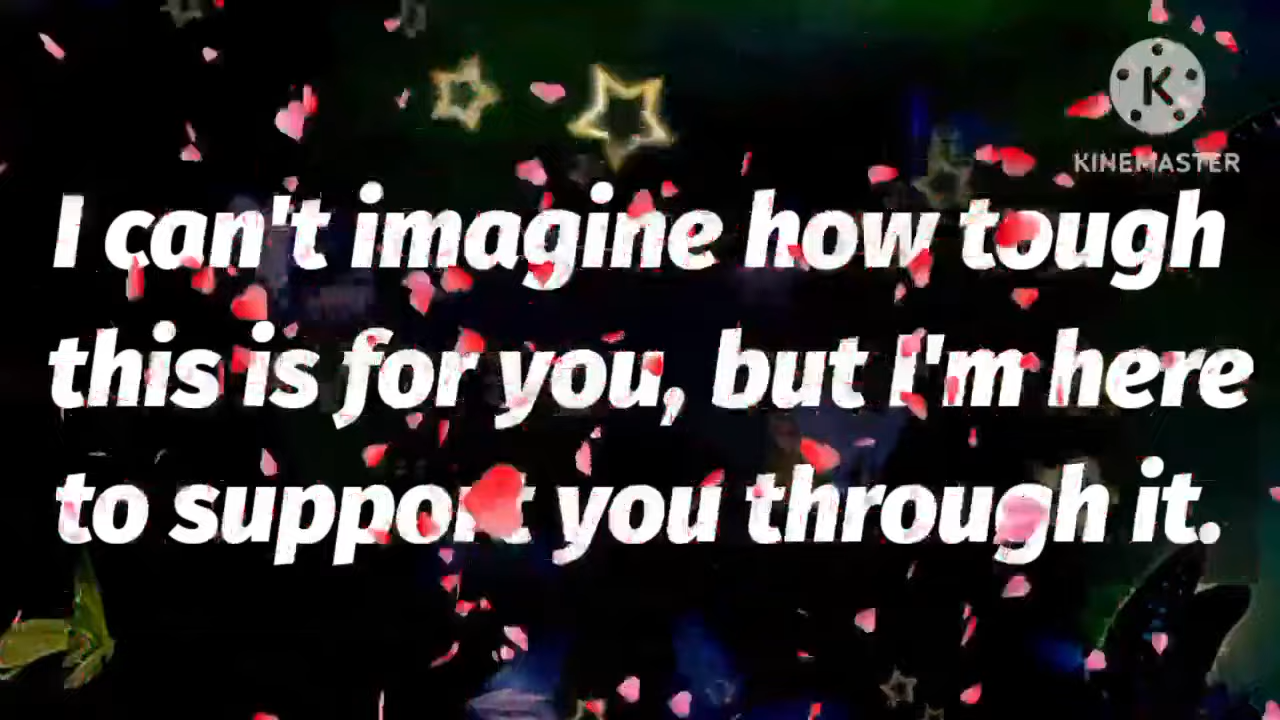 K
KINEMASTER
I can't imagine how tough
this is for you, but I'm here
to support you through it.